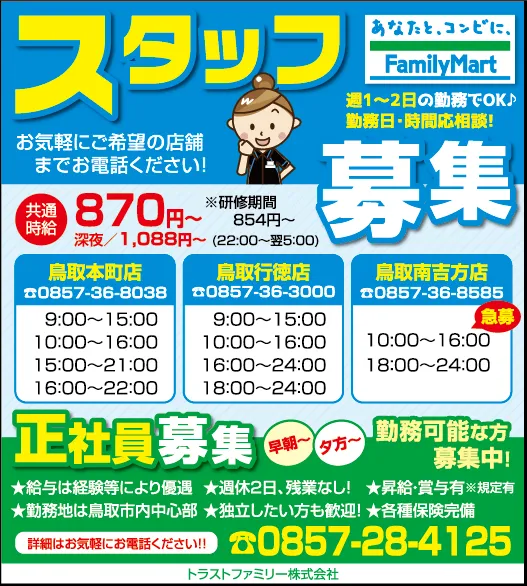 スタッフ
あなたと、コンビに、
FamilyMart
週1〜2日の勤務でOK♪
勤務日・時間応相談!
お気軽にご希望の店舗
までお電話ください!
募集
共通
時給
870円〜
※研修期間
854円〜
深夜/1,088円〜 (22:00〜翌5:00)
鳥取本町店
☎0857-36-8038
9:00〜15:00
10:00〜16:00
15:00〜21:00
16:00〜22:00
鳥取行徳店
☎0857-36-3000
9:00〜15:00
10:00〜16:00
16:00〜24:00
18:00〜24:00
鳥取南吉方店
☎0857-36-8585
急募
10:00〜16:00
18:00〜24:00
正社員募集
早朝〜
夕方〜
勤務可能な方
募集中!
★給与は経験等により優遇 ★週休2日、残業なし! ★昇給・賞与有※規定有
★勤務地は鳥取市内中心部 ★独立したい方も歓迎! ★各種保険完備
詳細はお気軽にお電話ください!! ☎0857-28-4125
トラストファミリー株式会社